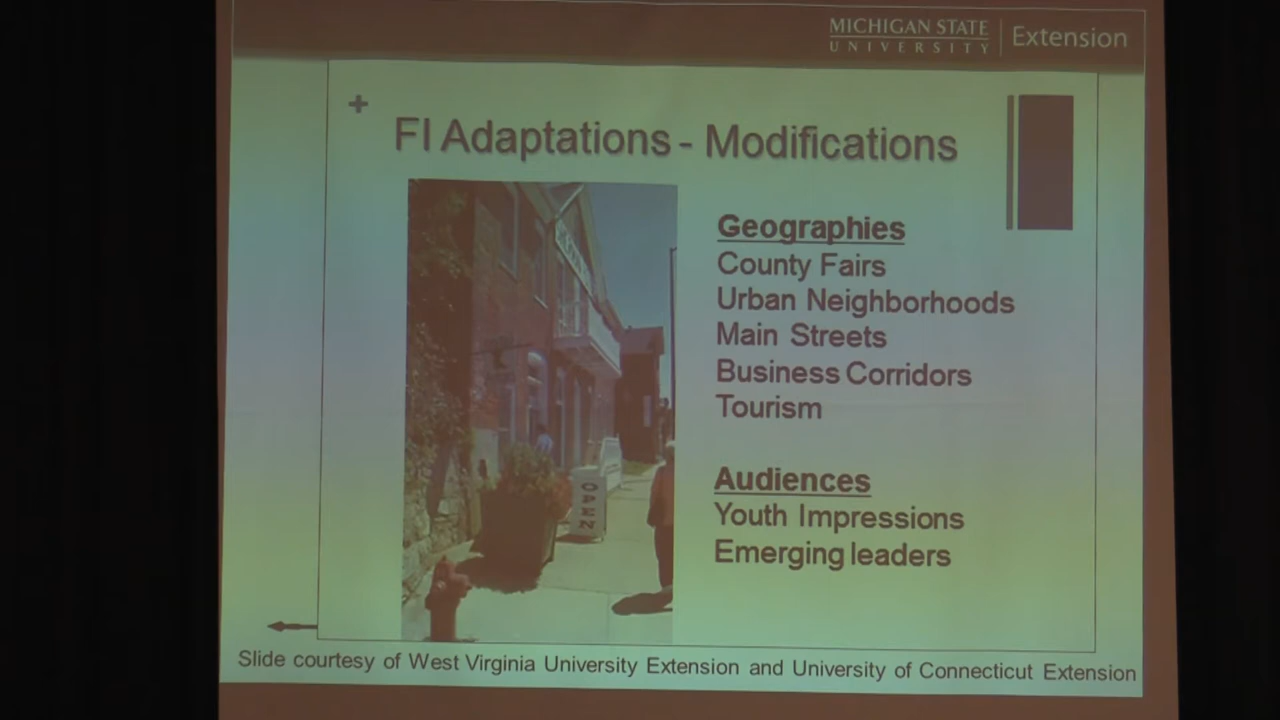 MICHIGAN STATE
UNIVERSITY
Extension
+
FI Adaptations - Modifications
Geographies
County Fairs
Urban Neighborhoods
Main Streets
Business Corridors
Tourism
Audiences
Youth Impressions
Emerging leaders
OPEN
Slide courtesy of West Virginia University Extension and University of Connecticut Extension